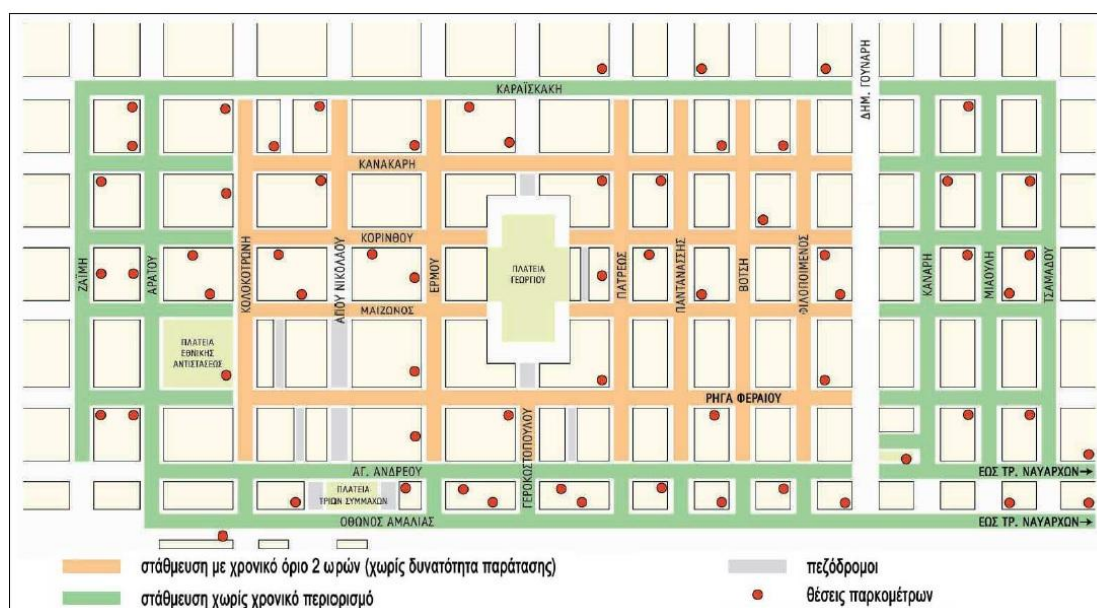 ΚΑΡΑΪΣΚΑΚΗ
ΔΗΜ. ΓΟΥΝΑΡΗ
ΚΑΝΑΚΑΡΗ
ΚΟΡΙΝΘΟΥ
ΖΑΪΜΗ
ΑΡΑΤΟΥ
ΚΟΛΟΚΟΤΡΩΝΗ
ΑΓΙΟΥ ΝΙΚΟΛΑΟΥ
ΕΡΜΟΥ
ΠΛΑΤΕΙΑ
ΓΕΩΡΓΙΟΥ
ΠΑΤΡΕΩΣ
ΠΑΝΤΑΝΑΣΣΗΣ
ΒΟΤΣΗ
ΦΙΛΟΠΟΙΜΕΝΟΣ
ΚΑΝΑΡΗ
ΜΙΑΟΥΛΗ
ΤΣΑΜΑΔΟΥ
ΜΑΙΖΩΝΟΣ
ΠΛΑΤΕΙΑ
ΕΘΝΙΚΗΣ
ΑΝΤΙΣΤΑΣΕΩΣ
ΡΗΓΑ ΦΕΡΑΙΟΥ
ΓΕΡΟΚΩΣΤΟΠΟΥΛΟΥ
ΑΓ. ΑΝΔΡΕΟΥ
ΕΩΣ ΤΡ. ΝΑΥΑΡΧΩΝ
ΠΛΑΤΕΙΑ
ΤΡΙΩΝ ΣΥΜΜΑΧΩΝ
ΟΘΩΝΟΣ ΑΜΑΛΙΑΣ
ΕΩΣ ΤΡ. ΝΑΥΑΡΧΩΝ
στάθμευση με χρονικό όριο 2 ωρών (χωρίς δυνατότητα παράτασης)
πεζόδρομοι
στάθμευση χωρίς χρονικό περιορισμό
θέσεις παρκομέτρων